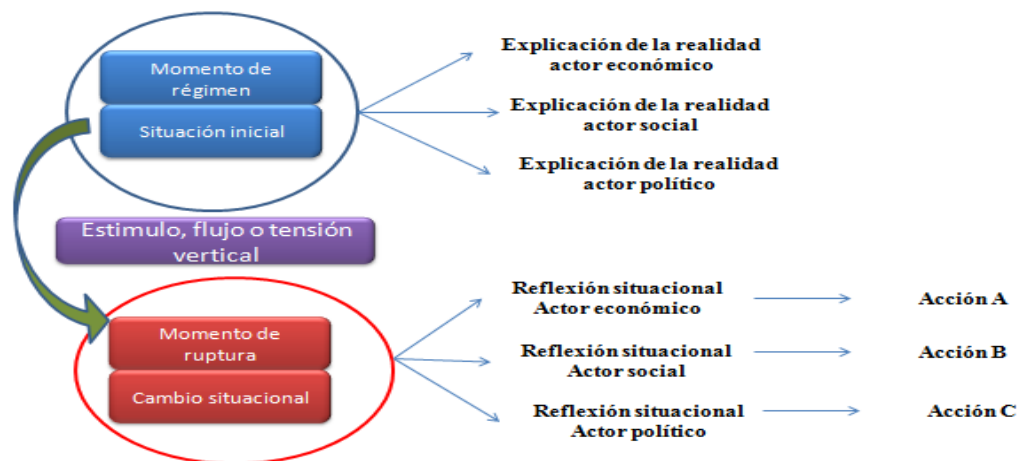 Momento de
régimen
Situación inicial
Explicación de la realidad
actor económico
Explicación de la realidad
actor social
Explicación de la realidad
actor político
Estimulo, flujo o tensión
vertical
Momento de
ruptura
Cambio situacional
Reflexión situacional
Actor económico
Acción A
Reflexión situacional
Actor social
Acción B
Reflexión situacional
Actor político
Acción C